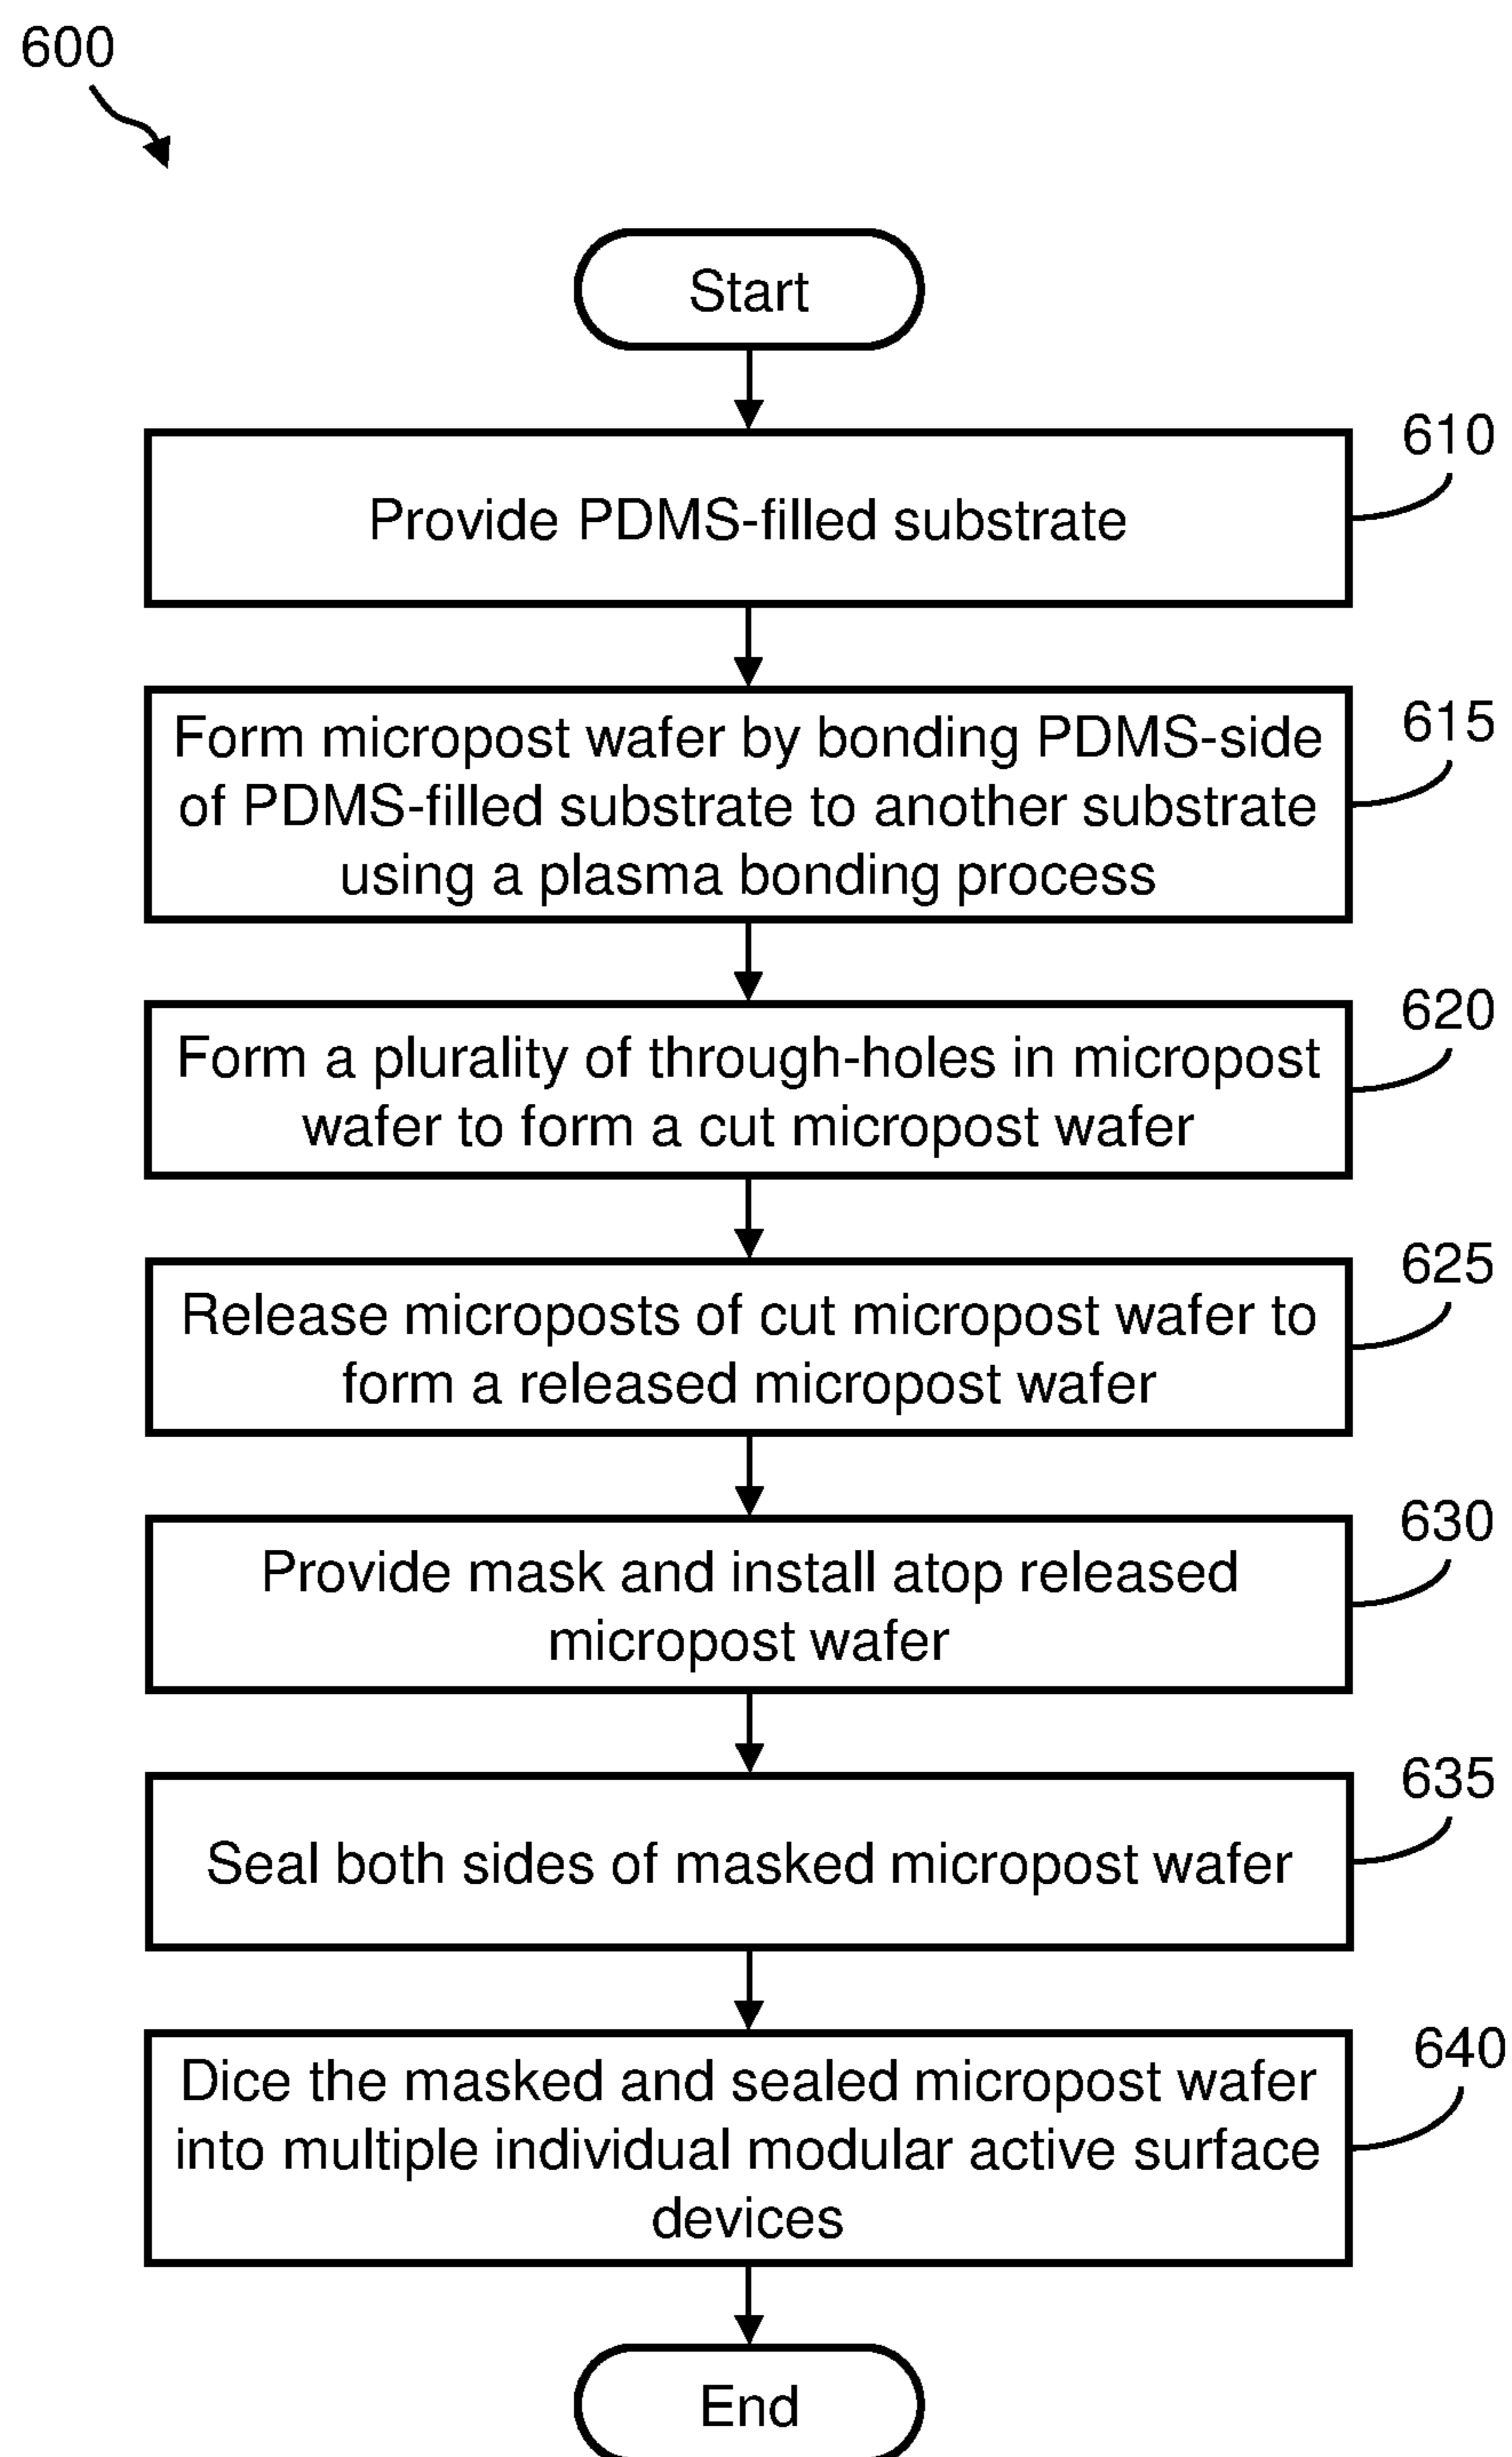 600
Start
610
Provide PDMS-filled substrate
615
Form micropost wafer by bonding PDMS-side
of PDMS-filled substrate to another substrate
using a plasma bonding process
620
Form a plurality of through-holes in micropost
wafer to form a cut micropost wafer
625
Release microposts of cut micropost wafer to
form a released micropost wafer
630
Provide mask and install atop released
micropost wafer
635
Seal both sides of masked micropost wafer
640
Dice the masked and sealed micropost wafer
into multiple individual modular active surface
devices
End